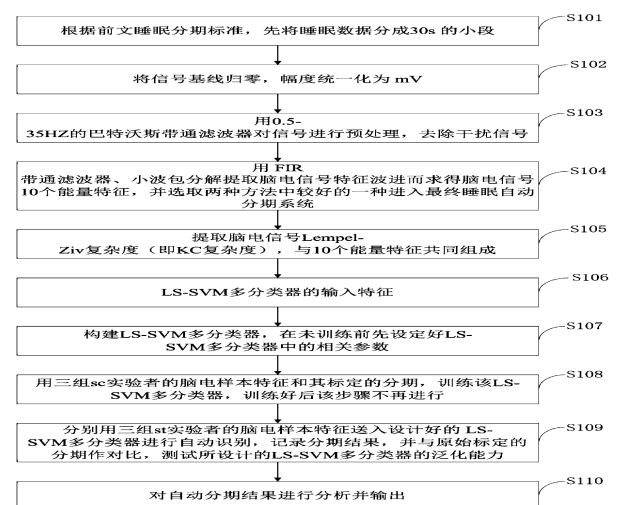 根据前文睡眠分期标准，先将睡眠数据分成30s 的小段
S101
将信号基线归零，幅度统一化为 mV
S102
用0.5-
35HZ的巴特沃斯带通滤波器对信号进行预处理，去除干扰信号
S103
用 FIR
带通滤波器、小波包分解提取脑电信号特征波进而求得脑电信号
10个能量特征，并选取两种方法中较好的一种进入最终睡眠自动
分期系统
S104
提取脑电信号Lempel-
Ziv复杂度（即KC复杂度），与10个能量特征共同组成
S105
LS-SVM多分类器的输入特征
S106
构建LS-SVM多分类器，在未训练前先设定好LS-
SVM多分类器中的相关参数
S107
用三组sc实验者的脑电样本特征和其标定的分期，训练该LS-
SVM多分类器，训练好后该步骤不再进行
S108
分别用三组st实验者的脑电样本特征送入设计好的 LS-
SVM多分类器进行自动识别，记录分期结果，并与原始标定的
分期作对比，测试所设计的LS-SVM多分类器的泛化能力
S109
对自动分期结果进行分析并输出
S110